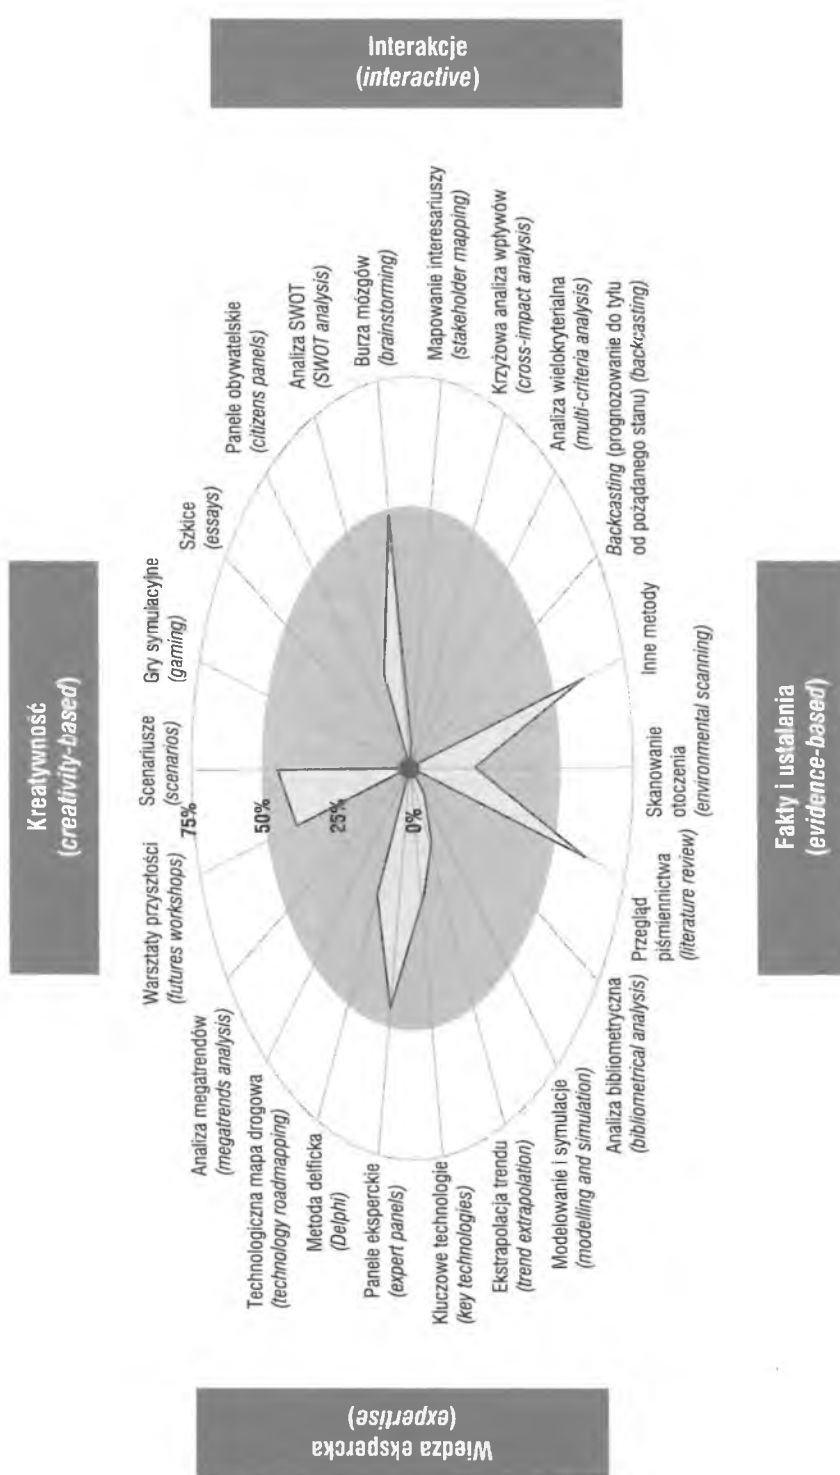 Kreatywność
(creativity-based)
Interakcje
(interactive)
Wiedza ekspercka
(expertise)
Fakty i ustalenia
(evidence-based)
Scenariusze
(scenarios)
Gry symulacyjne
(gaming)
Szkice
(essays)
Panele obywatelskie
(citizens panels)
Analiza SWOT
(SWOT analysis)
Burza mózgów
(brainstorming)
Mapowanie interesariuszy
(stakeholder mapping)
Krzyżowa analiza wpływów
(cross-impact analysis)
Analiza wielokryterialna
(multi-criteria analysis)
Backcasting (prognozowanie do tyłu
od pożądanego stanu) (backcasting)
Inne metody
Skanowanie
otoczenia
(environmental scanning)
Przegląd
piśmiennictwa
(literature review)
Analiza bibliometryczna
(bibliometrical analysis)
Modelowanie i symulacje
(modelling and simulation)
Ekstrapolacja trendu
(trend extrapolation)
Kluczowe technologie
(key technologies)
Panele eksperckie
(expert panels)
Metoda delficka
(Delphi)
Technologiczna mapa drogowa
(technology roadmapping)
Analiza megatrendów
(megatrends analysis)
Warsztaty przyszłości
(futures workshops)
75%
50%
25%
0%